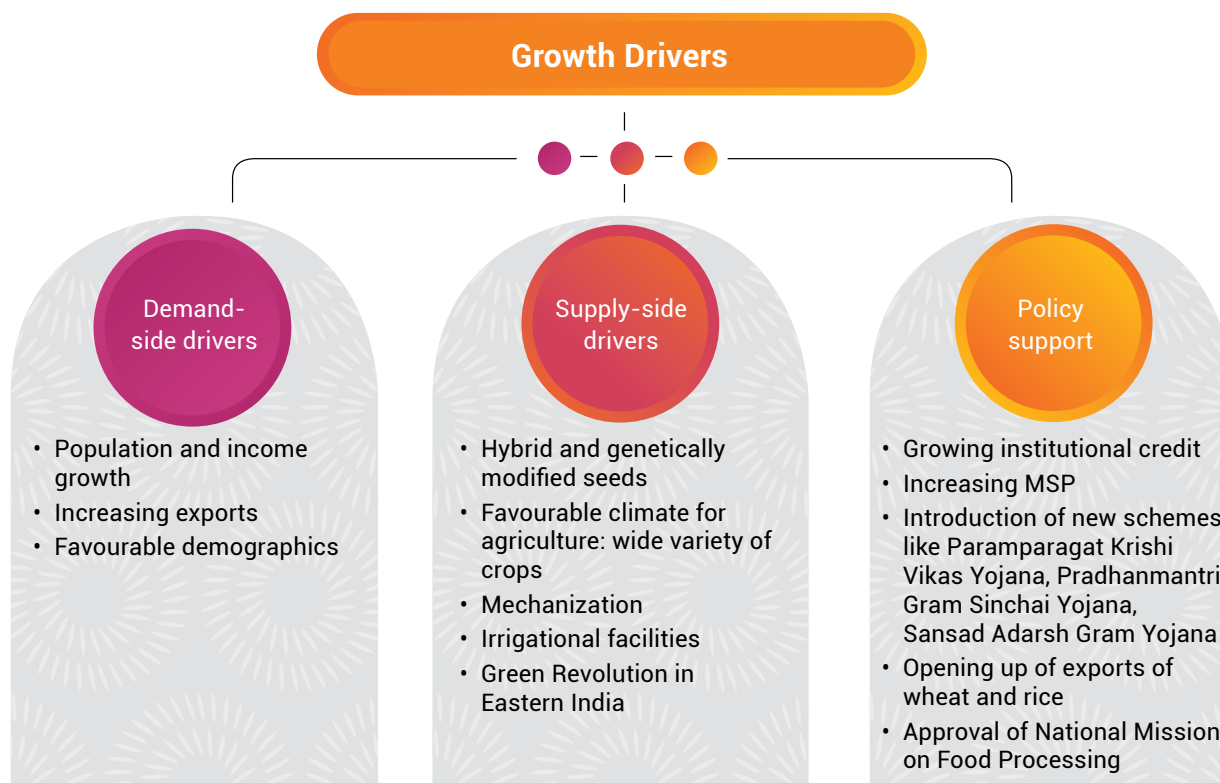 Growth Drivers
Demand-
side drivers
• Population and income
growth
• Increasing exports
• Favourable demographics
Supply-side
drivers
• Hybrid and genetically
modified seeds
• Favourable climate for
agriculture: wide variety of
crops
• Mechanization
• Irrigational facilities
• Green Revolution in
Eastern India
Policy
support
• Growing institutional credit
• Increasing MSP
• Introduction of new schemes
like Paramparagat Krishi
Vikas Yojana, Pradhanmantri
Gram Sinchai Yojana,
Sansad Adarsh Gram Yojana
• Opening up of exports of
wheat and rice
• Approval of National Mission
on Food Processing